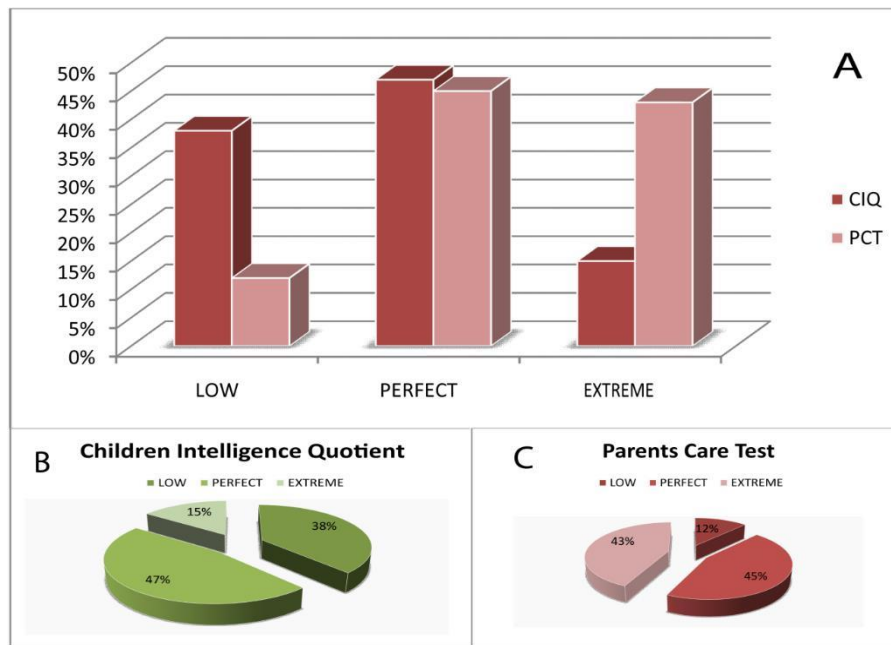 A
50%
45%
40%
35%
30%
25%
20%
15%
10%
5%
0%
LOW PERFECT EXTREME
CIQ
PCT
B
Children Intelligence Quotient
LOW PERFECT EXTREME
15%
38%
47%
C
Parents Care Test
LOW PERFECT EXTREME
12%
43%
45%